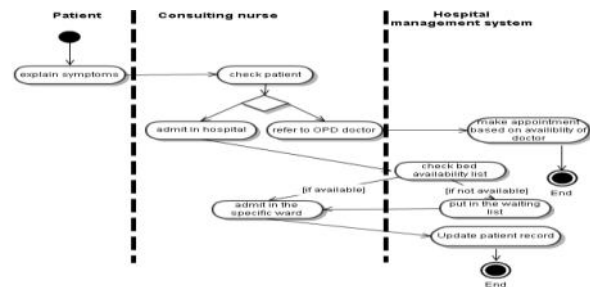 Patient
Consulting nurse
Hospital
management system
explain symptoms
check patient
admit in hospital
refer to OPD doctor
make appointment
based on availiblity of
doctor
End
check bed
availability list
[if available]
[if not available]
admit in the
specific ward
put in the waiting
list
Update patient record
End